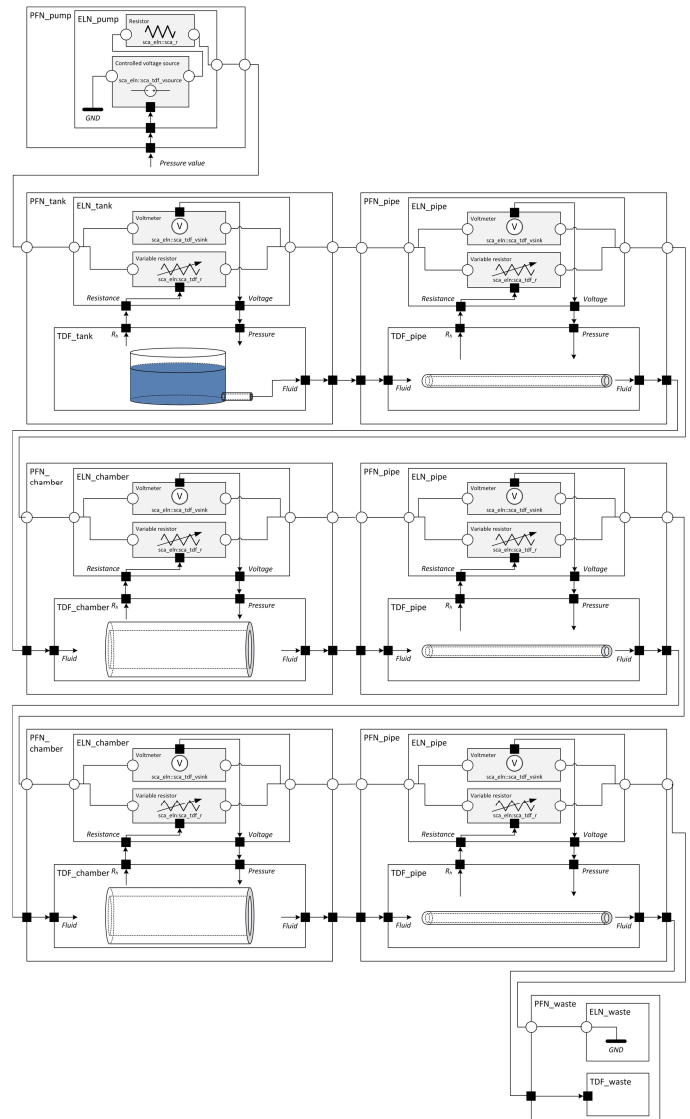 PFN_pump
ELN_pump
Resistor
sca_eln::sca_r
Controlled voltage source
sca_eln::sca_tdf_vsource
GND
Pressure value
PFN_tank
ELN_tank
Voltmeter
V
sca_eln::sca_tdf_vsink
Variable resistor
sca_eln:sca_tdf_r
Resistance
Voltage
TDF_tank
Rh
Pressure
Fluid
PFN_pipe
ELN_pipe
Voltmeter
V
sca_eln::sca_tdf_vsink
Variable resistor
sca_eln:sca_tdf_r
Resistance
Voltage
TDF_pipe
Rh
Pressure
Fluid
Fluid
PFN_
chamber
ELN_chamber
Voltmeter
V
sca_eln::sca_tdf_vsink
Variable resistor
sca_eln:sca_tdf_r
Resistance
Voltage
TDF_chamber
Rh
Pressure
Fluid
Fluid
PFN_pipe
ELN_pipe
Voltmeter
V
sca_eln::sca_tdf_vsink
Variable resistor
sca_eln:sca_tdf_r
Resistance
Voltage
TDF_pipe
Rh
Pressure
Fluid
Fluid
PFN_
chamber
ELN_chamber
Voltmeter
V
sca_eln::sca_tdf_vsink
Variable resistor
sca_eln:sca_tdf_r
Resistance
Voltage
TDF_chamber
Rh
Pressure
Fluid
Fluid
PFN_pipe
ELN_pipe
Voltmeter
V
sca_eln::sca_tdf_vsink
Variable resistor
sca_eln:sca_tdf_r
Resistance
Voltage
TDF_pipe
Rh
Pressure
Fluid
Fluid
PFN_waste
ELN_waste
GND
TDF_waste